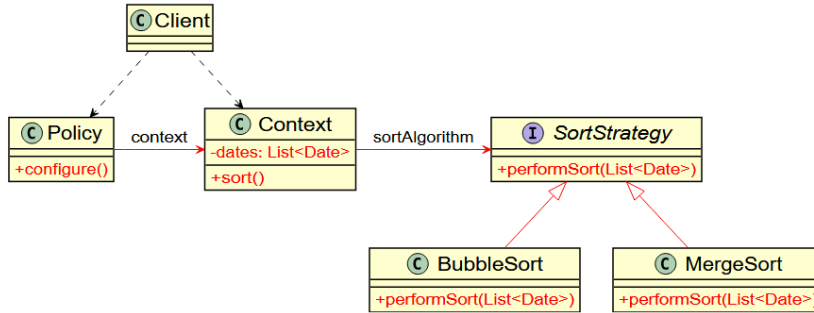 C Client
C Policy
+configure()
context
C Context
-dates: List<Date>
+sort()
sortAlgorithm
I SortStrategy
+performSort(List<Date>)
C BubbleSort
+performSort(List<Date>)
C MergeSort
+performSort(List<Date>)